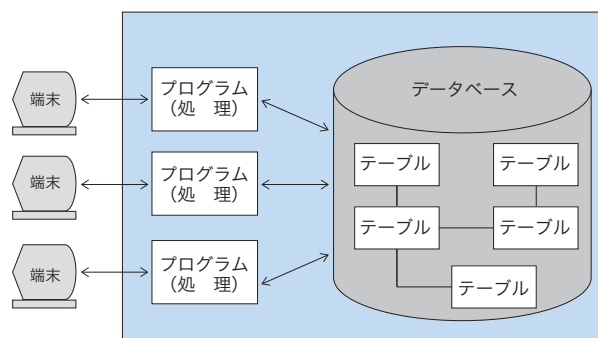 端末
プログラム
（処　理）
端末
プログラム
（処　理）
端末
プログラム
（処　理）
データベース
テーブル
テーブル
テーブル
テーブル
テーブル